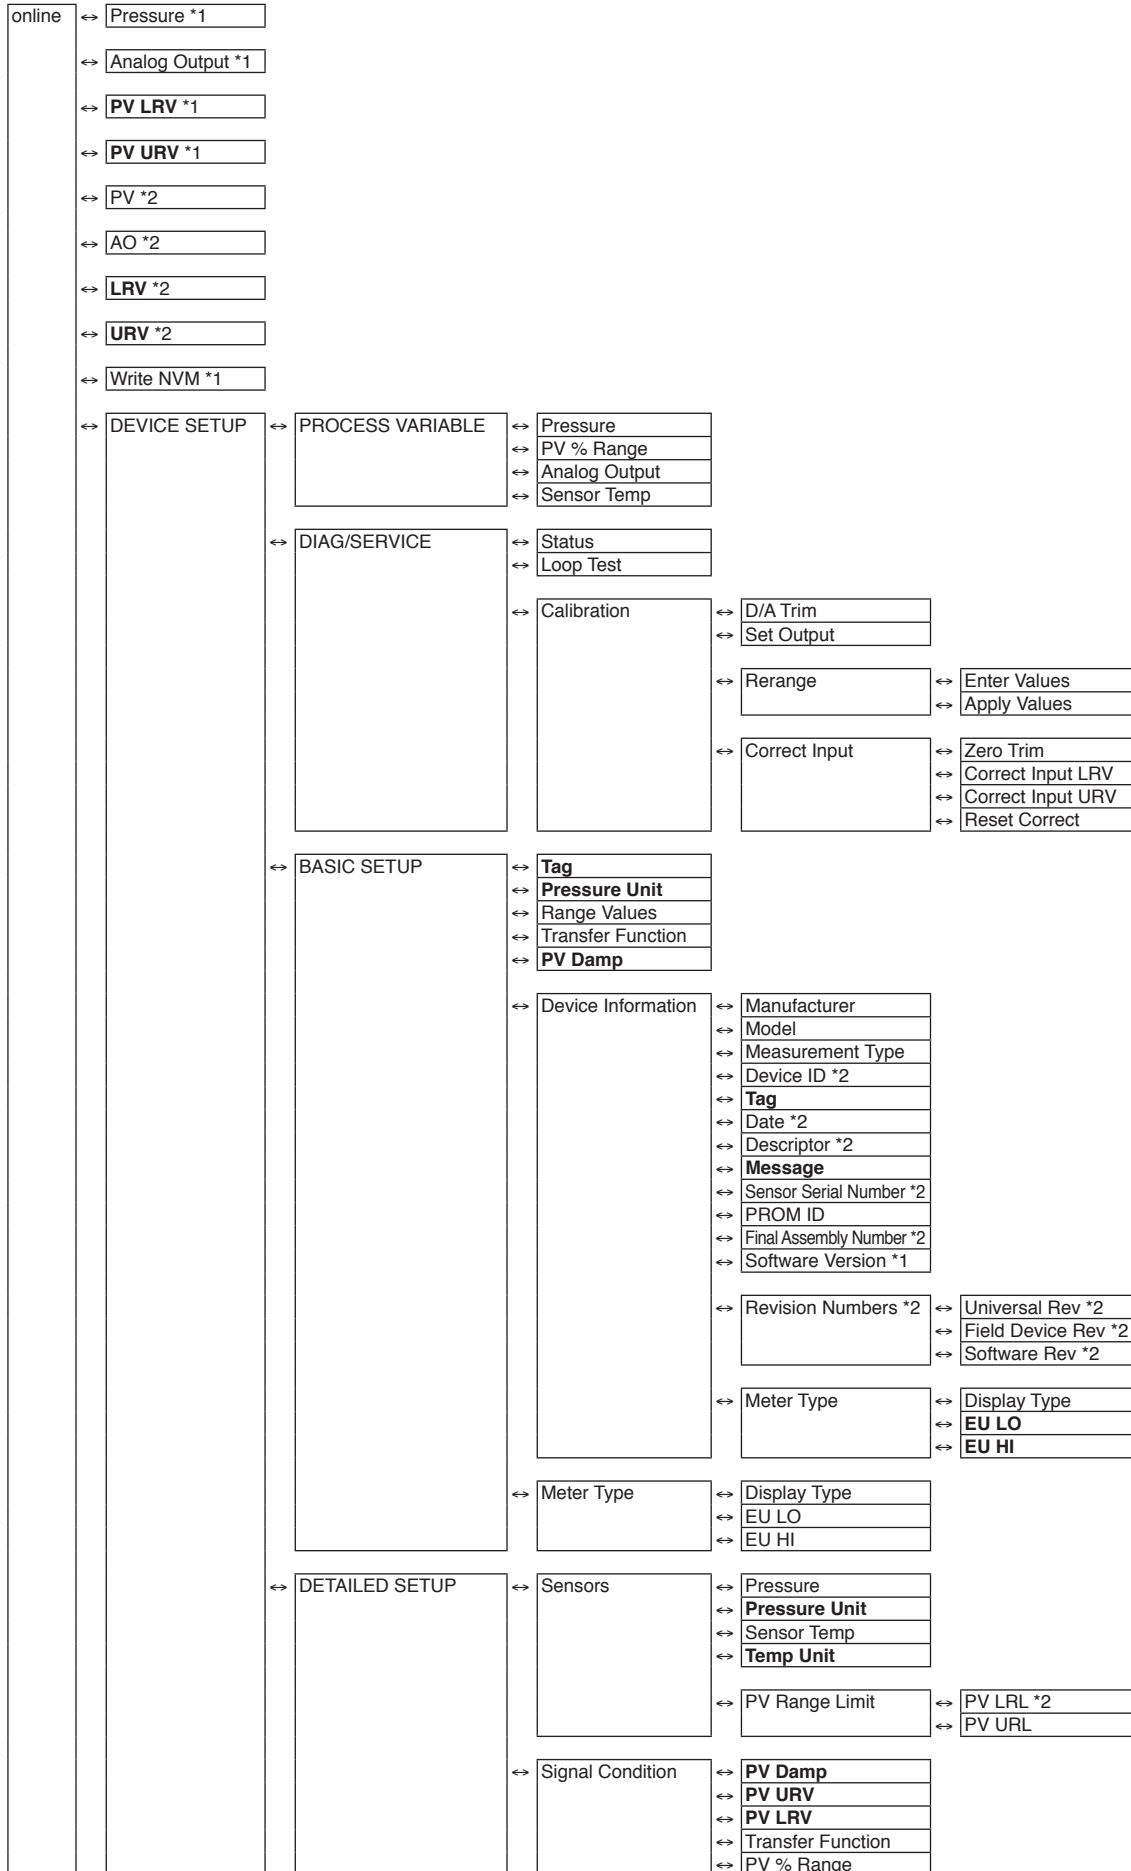 online ↔ Pressure *1
↔ Analog Output *1
↔ PV LRV *1
↔ PV URV *1
↔ PV *2
↔ AO *2
↔ LRV *2
↔ URV *2
↔ Write NVM *1
↔ DEVICE SETUP ↔ PROCESS VARIABLE ↔ Pressure
↔ PV % Range
↔ Analog Output
↔ Sensor Temp
↔ DIAG/SERVICE ↔ Status
↔ Loop Test
↔ Calibration ↔ D/A Trim
↔ Set Output
↔ Rerange ↔ Enter Values
↔ Apply Values
↔ Correct Input ↔ Zero Trim
↔ Correct Input LRV
↔ Correct Input URV
↔ Reset Correct
↔ BASIC SETUP ↔ Tag
↔ Pressure Unit
↔ Range Values
↔ Transfer Function
↔ PV Damp
↔ Device Information ↔ Manufacturer
↔ Model
↔ Measurement Type
↔ Device ID *2
↔ Tag
↔ Date *2
↔ Descriptor *2
↔ Message
↔ Sensor Serial Number *2
↔ PROM ID
↔ Final Assembly Number *2
↔ Software Version *1
↔ Revision Numbers *2 ↔ Universal Rev *2
↔ Field Device Rev *2
↔ Software Rev *2
↔ Meter Type ↔ Display Type
↔ EU LO
↔ EU HI
↔ Meter Type ↔ Display Type
↔ EU LO
↔ EU HI
↔ DETAILED SETUP ↔ Sensors ↔ Pressure
↔ Pressure Unit
↔ Sensor Temp
↔ Temp Unit
↔ PV Range Limit ↔ PV LRL *2
↔ PV URL
↔ Signal Condition ↔ PV Damp
↔ PV URV
↔ PV LRV
↔ Transfer Function
↔ PV % Range